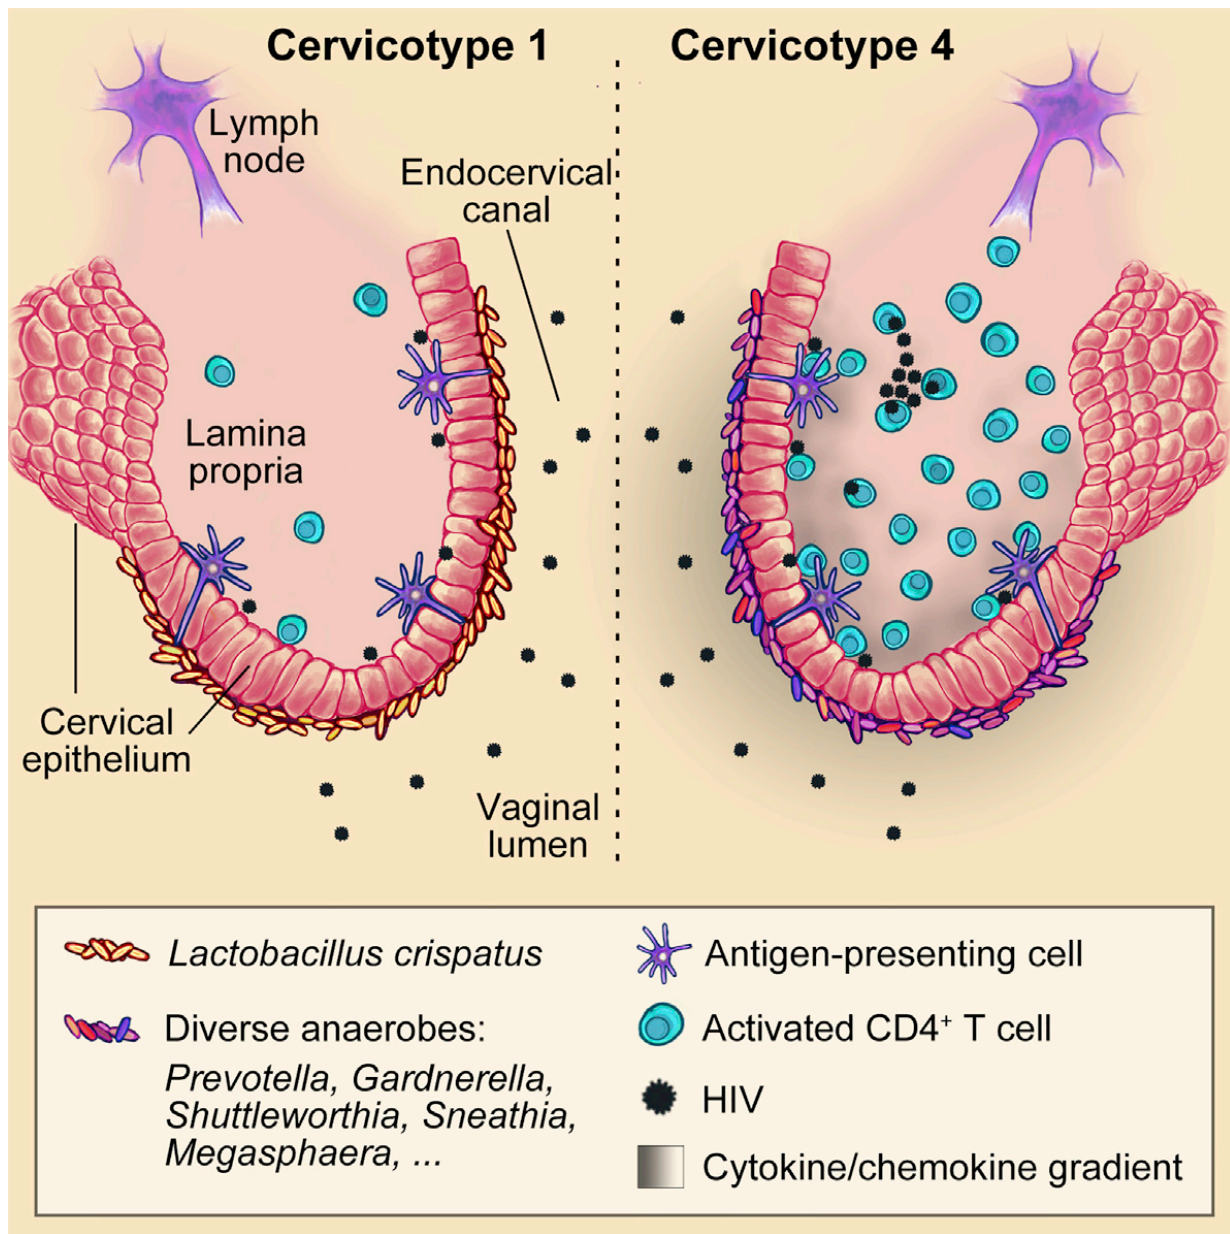 Cervicotype 1
Cervicotype 4
Lymph
node
Endocervical
canal
Lamina
propria
Cervical
epithelium
Vaginal
lumen
Lactobacillus crispatus
Diverse anaerobes:
Prevotella, Gardnerella,
Shuttleworthia, Sneathia,
Megasphaera, ...
Antigen-presenting cell
Activated CD4⁺ T cell
HIV
Cytokine/chemokine gradient